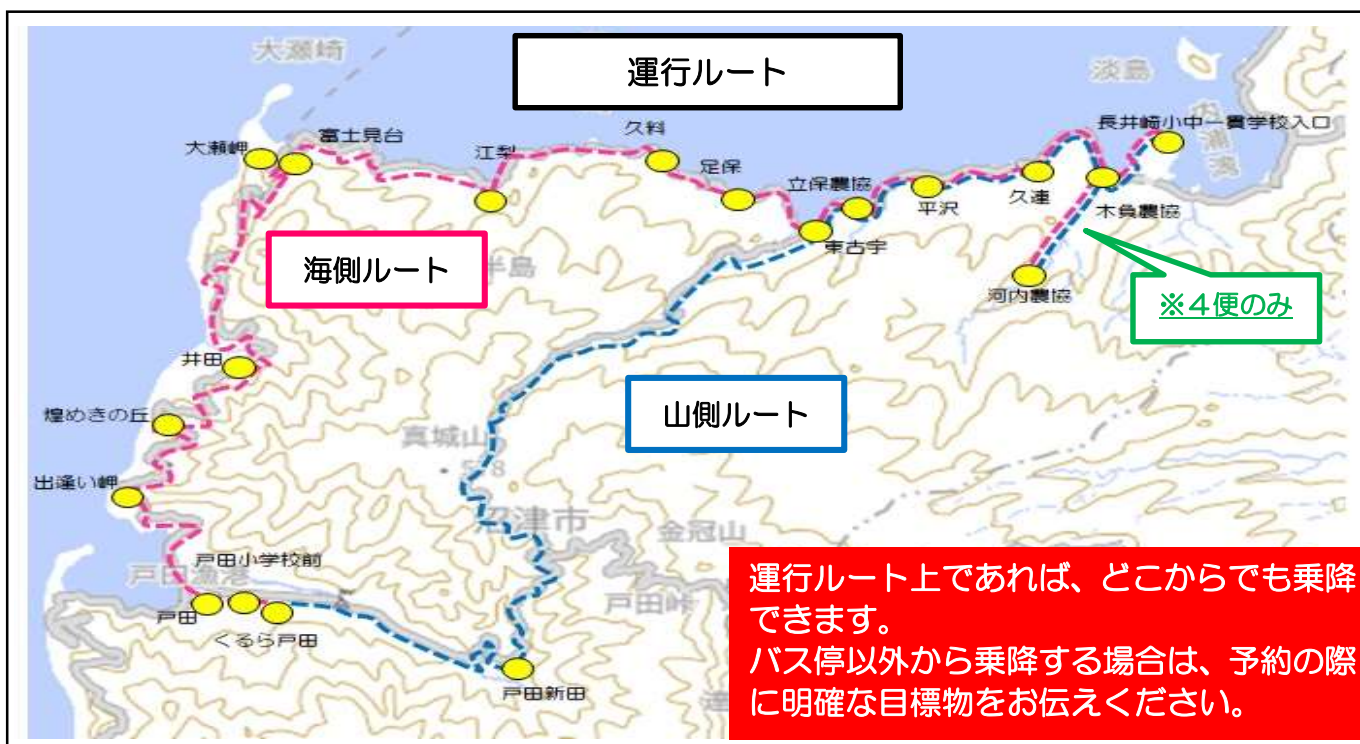 大瀬崎
運行ルート
淡島
内浦湾
長井崎小中一貫学校入口
久料
富士見台
大瀬岬
江梨
足保
立保農協
平沢
久連
木負農協
東古宇
海側ルート
半島
河内農協
※4便のみ
井田
山側ルート
煌めきの丘
真城山
出逢い岬
沼津市
金冠山
戸田小学校前
戸田漁港
戸田峠
戸田
くるら戸田
戸田新田
達
運行ルート上であれば、どこからでも乗降
できます。
バス停以外から乗降する場合は、予約の際
に明確な目標物をお伝えください。